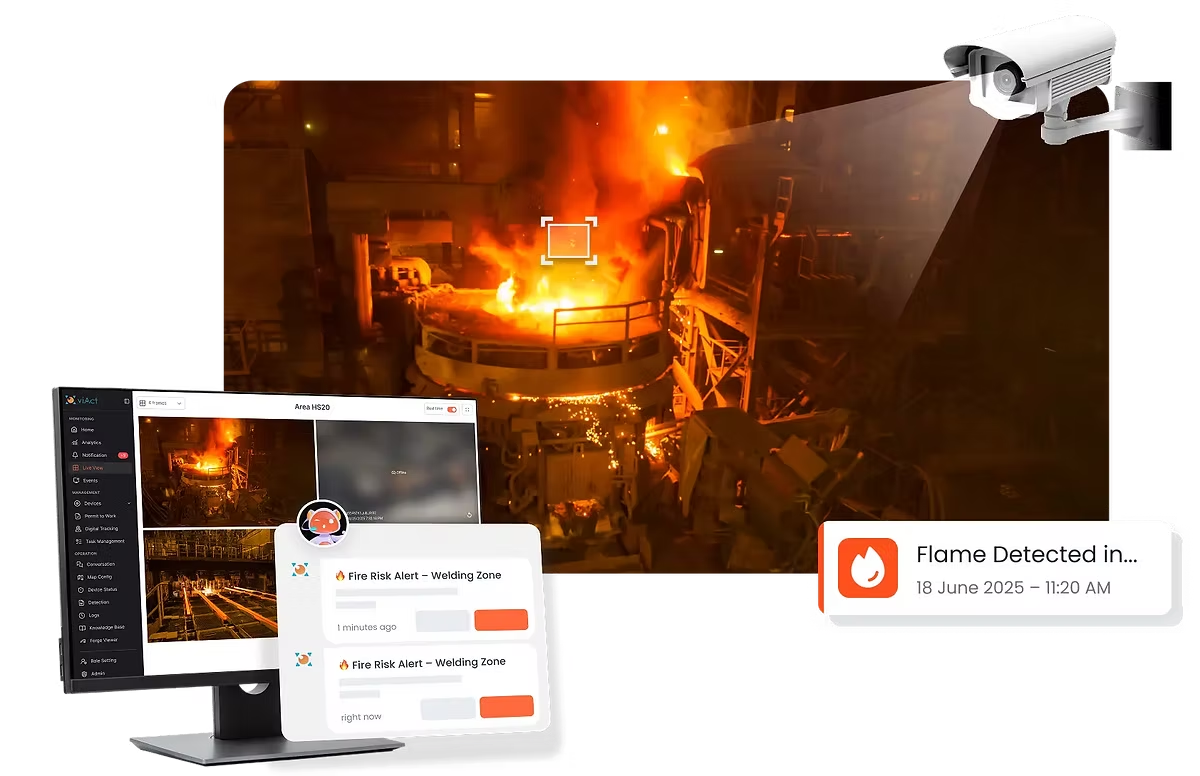 viAct
Area HS20
Real time
MONITORING
Home
Analytics
Notification
Live View
Events
MANAGEMENT
Devices
Permit to Work
Digital Tracking
Task Management
OPERATION
Conversation
Map Config
Device Status
Detection
Logs
Knowledge Base
Forge Viewer
Role Setting
Admin
Offline
🔥 Fire Risk Alert – Welding Zone
1 minutes ago
🔥 Fire Risk Alert – Welding Zone
right now
Flame Detected in...
18 June 2025 – 11:20 AM